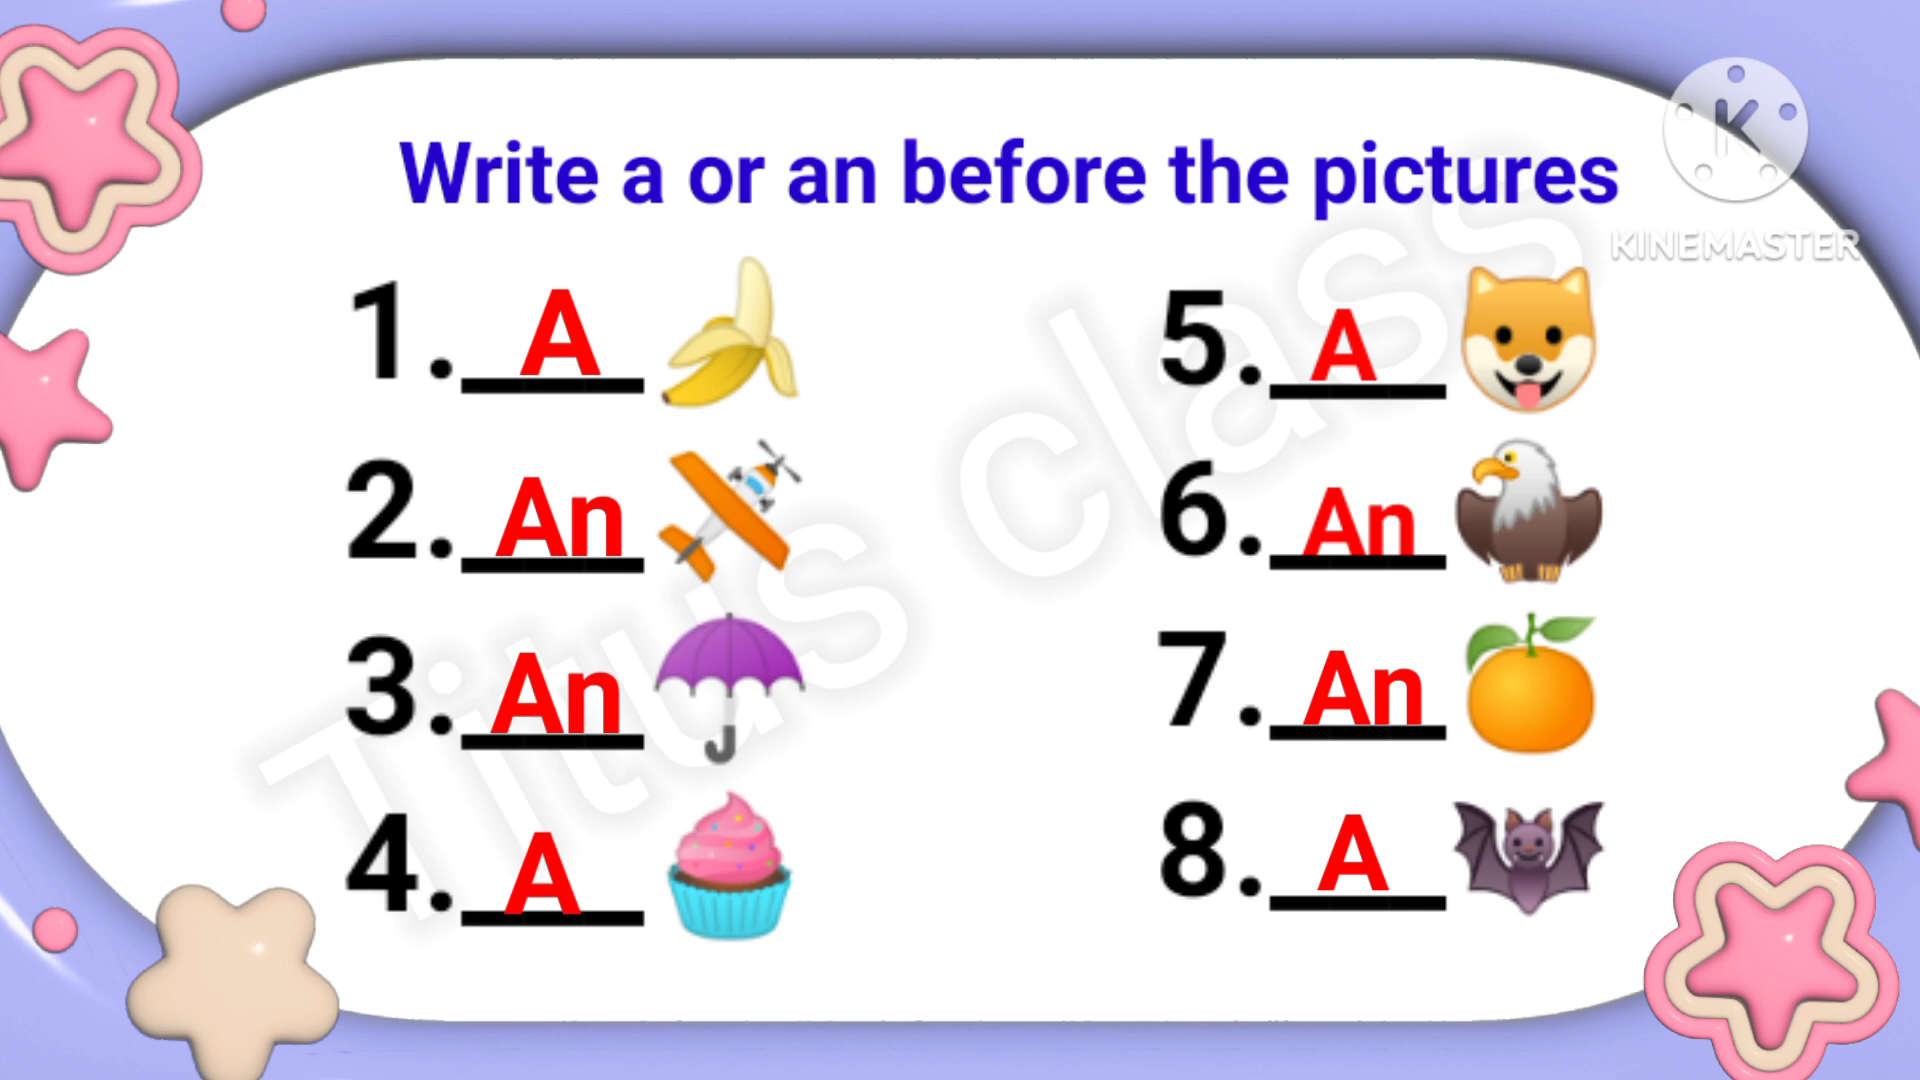 Write a or an before the pictures
K
KINEMASTER
1. A
2. An
3. An
4. A
5. A
6. An
7. An
8. A
Titus class